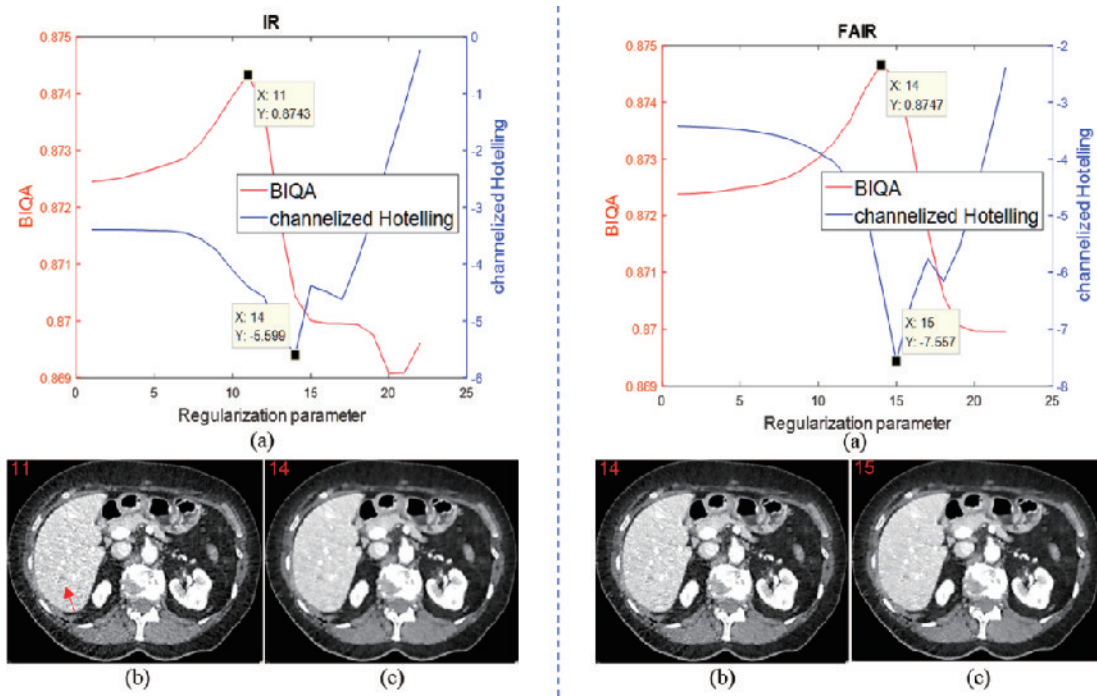 IR
0.875
0.874
0.873
0.872
0.871
0.87
0.869
BIQA
0
-1
-2
-3
-4
-5
-6
channelized Hotelling
X: 11
Y: 0.8743
BIQA
channelized Hotelling
X: 14
Y: -5.599
0 5 10 15 20 25
Regularization parameter
(a)
11
14
(b) (c)
FAIR
0.875
0.874
0.873
0.872
0.871
0.87
0.869
BIQA
-2
-3
-4
-5
-6
-7
-8
channelized Hotelling
X: 14
Y: 0.8747
BIQA
channelized Hotelling
X: 15
Y: -7.557
0 5 10 15 20 25
Regularization parameter
(a)
14
15
(b) (c)